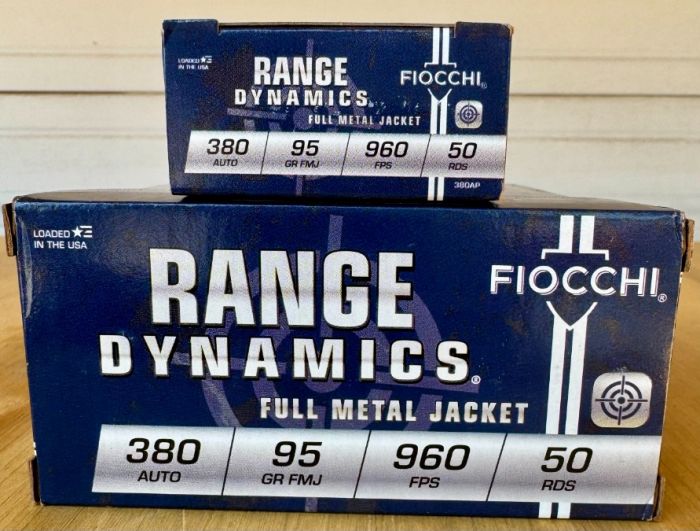 LOADED
IN THE USA
RANGE
DYNAMICS
FULL METAL JACKET
FIOCCHI®
380 95 960 50
AUTO GR FMJ FPS RDS
380AP
LOADED
IN THE USA
RANGE
DYNAMICS®
FULL METAL JACKET
FIOCCHI®
380 95 960 50
AUTO GR FMJ FPS RDS